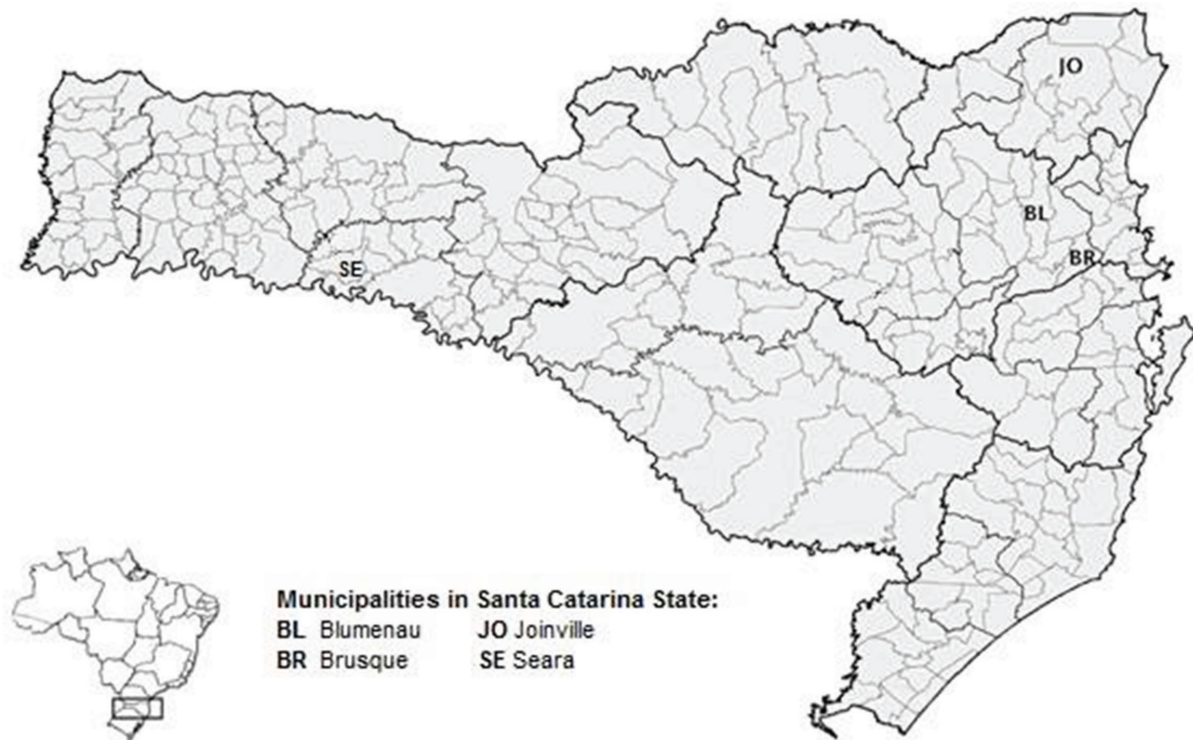 JO
BL
BR
SE
Municipalities in Santa Catarina State:
BL Blumenau JO Joinville
BR Brusque SE Seara